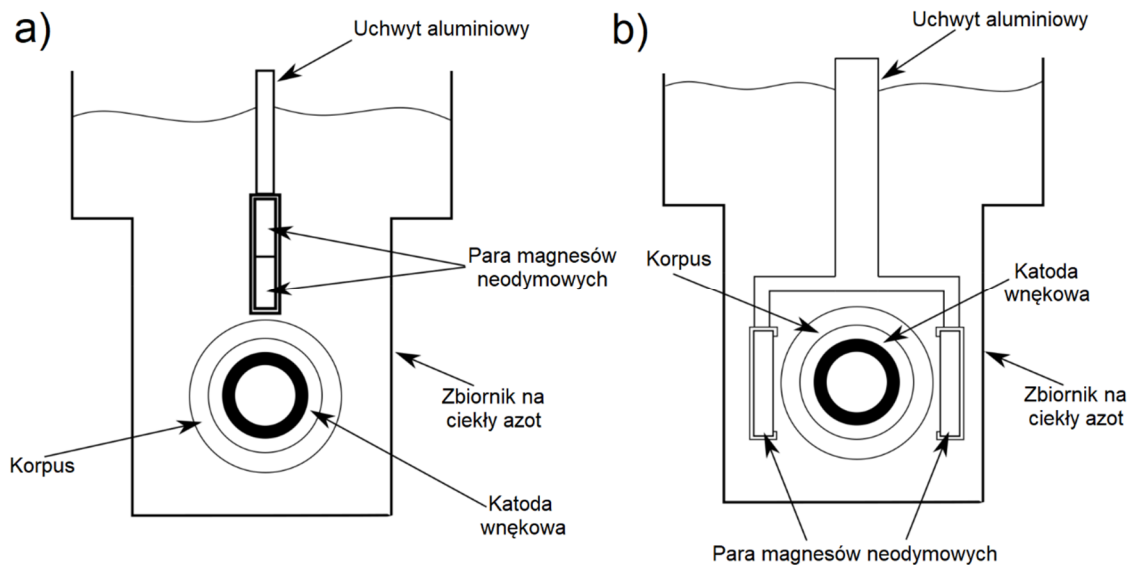 a)
Uchwyt aluminiowy
Para magnesów
neodymowych
Zbiornik na
ciekły azot
Korpus
Katoda
wnękowa
b)
Uchwyt aluminiowy
Korpus
Katoda
wnękowa
Zbiornik na
ciekły azot
Para magnesów neodymowych